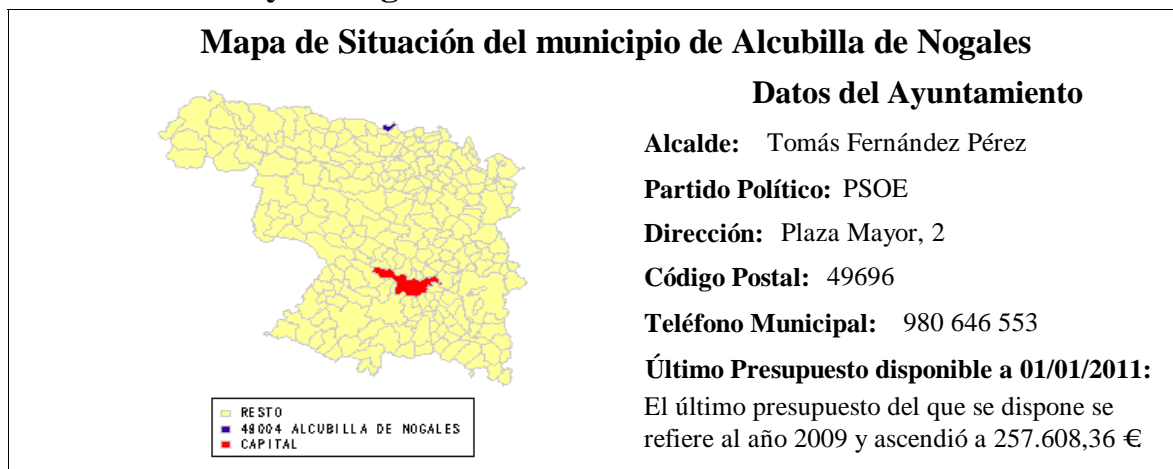 Mapa de Situación del municipio de Alcubilla de Nogales
Datos del Ayuntamiento
Alcalde: Tomás Fernández Pérez
Partido Político: PSOE
Dirección: Plaza Mayor, 2
Código Postal: 49696
Teléfono Municipal: 980 646 553
Último Presupuesto disponible a 01/01/2011:
El último presupuesto del que se dispone se
refiere al año 2009 y ascendió a 257.608,36 €
RESTO
49004 ALCUBILLA DE NOGALES
CAPITAL